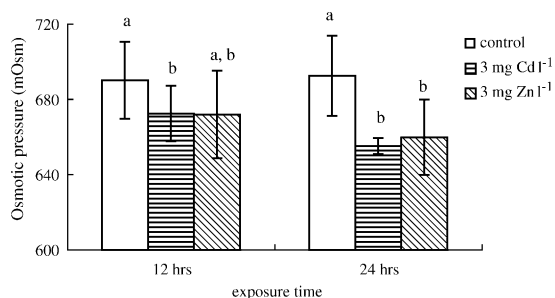 720
680
640
600
Osmotic pressure (mOsm)
a
b
a, b
a
b
b
control
3 mg Cd l⁻¹
3 mg Zn l⁻¹
12 hrs
24 hrs
exposure time